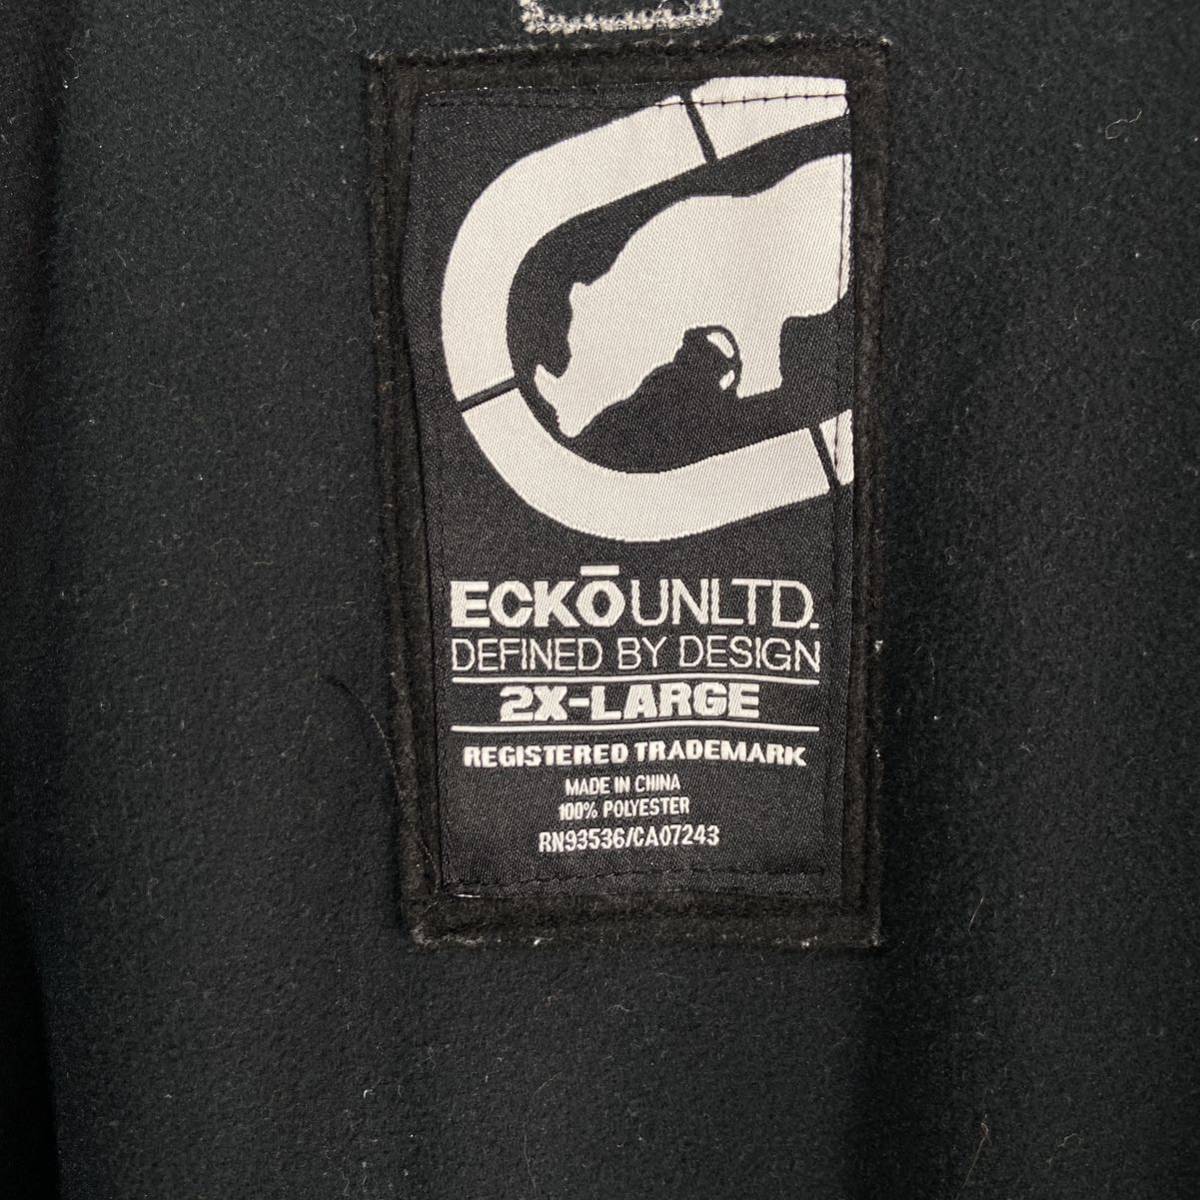 ECKŌ UNLTD.
DEFINED BY DESIGN
2X-LARGE
REGISTERED TRADEMARK
MADE IN CHINA
100% POLYESTER
RN93536/CA07243